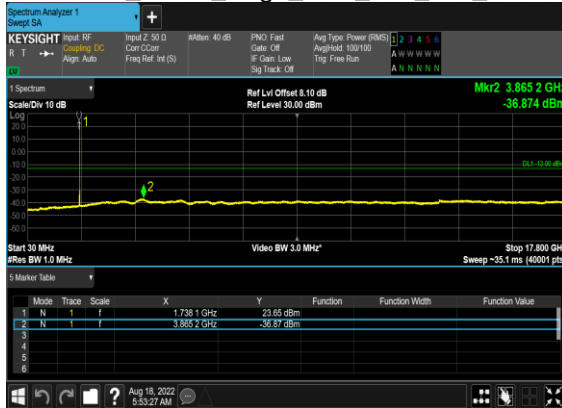 Spectrum Analyzer 1
Swept SA
+
KEYSIGHT Input: RF Input Z: 50 Ω #Atten: 40 dB PNO: Fast Avg Type: Power (RMS) 1 2 3 4 5 6
R T Coupling: DC Corr CCorr Gate: Off Avg|Hold: 100/100 A W W W W W
Align: Auto Freq Ref: Int (S) IF Gain: Low Trig: Free Run
LU Sig Track: Off A N N N N N
1 Spectrum Ref Lvl Offset 8.10 dB Mkr2 3.865 2 GHz
Scale/Div 10 dB Ref Level 30.00 dBm -36.874 dBm
Log
20.0
10.0
0.00
-10.0
-20.0
-30.0
-40.0
-50.0
-60.0
1
DL1 -13.00 dB
2
Start 30 MHz Video BW 3.0 MHz* Stop 17.800 GH
#Res BW 1.0 MHz Sweep ~35.1 ms (40001 pts
5 Marker Table
Mode Trace Scale X Y Function Function Width Function Value
1 N 1 f 1.738 1 GHz 23.65 dBm
2 N 1 f 3.865 2 GHz -36.87 dBm
3
4
5
6
? Aug 18, 2022
5:53:27 AM